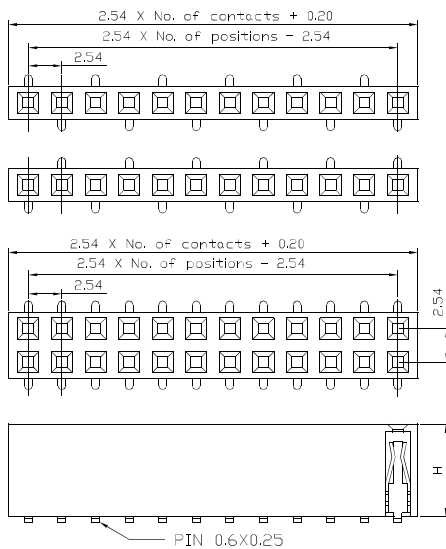 2.54 X No. of contacts + 0.20
2.54 X No. of positions - 2.54
2.54
2.54 X No. of contacts + 0.20
2.54 X No. of positions - 2.54
2.54
2.54
H
PIN 0.6X0.25